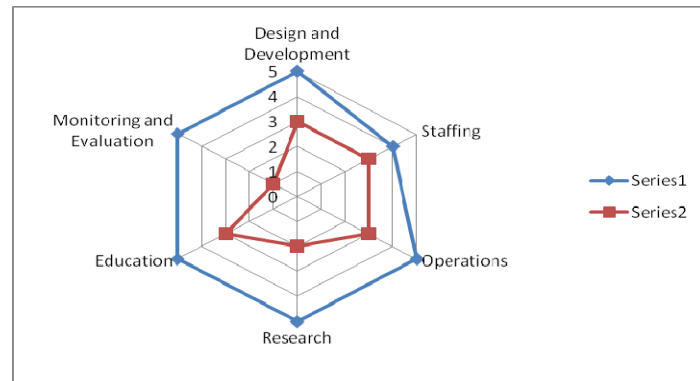 Design and
Development
5
4
3
2
1
0
Staffing
Operations
Research
Education
Monitoring and
Evaluation
Series1
Series2